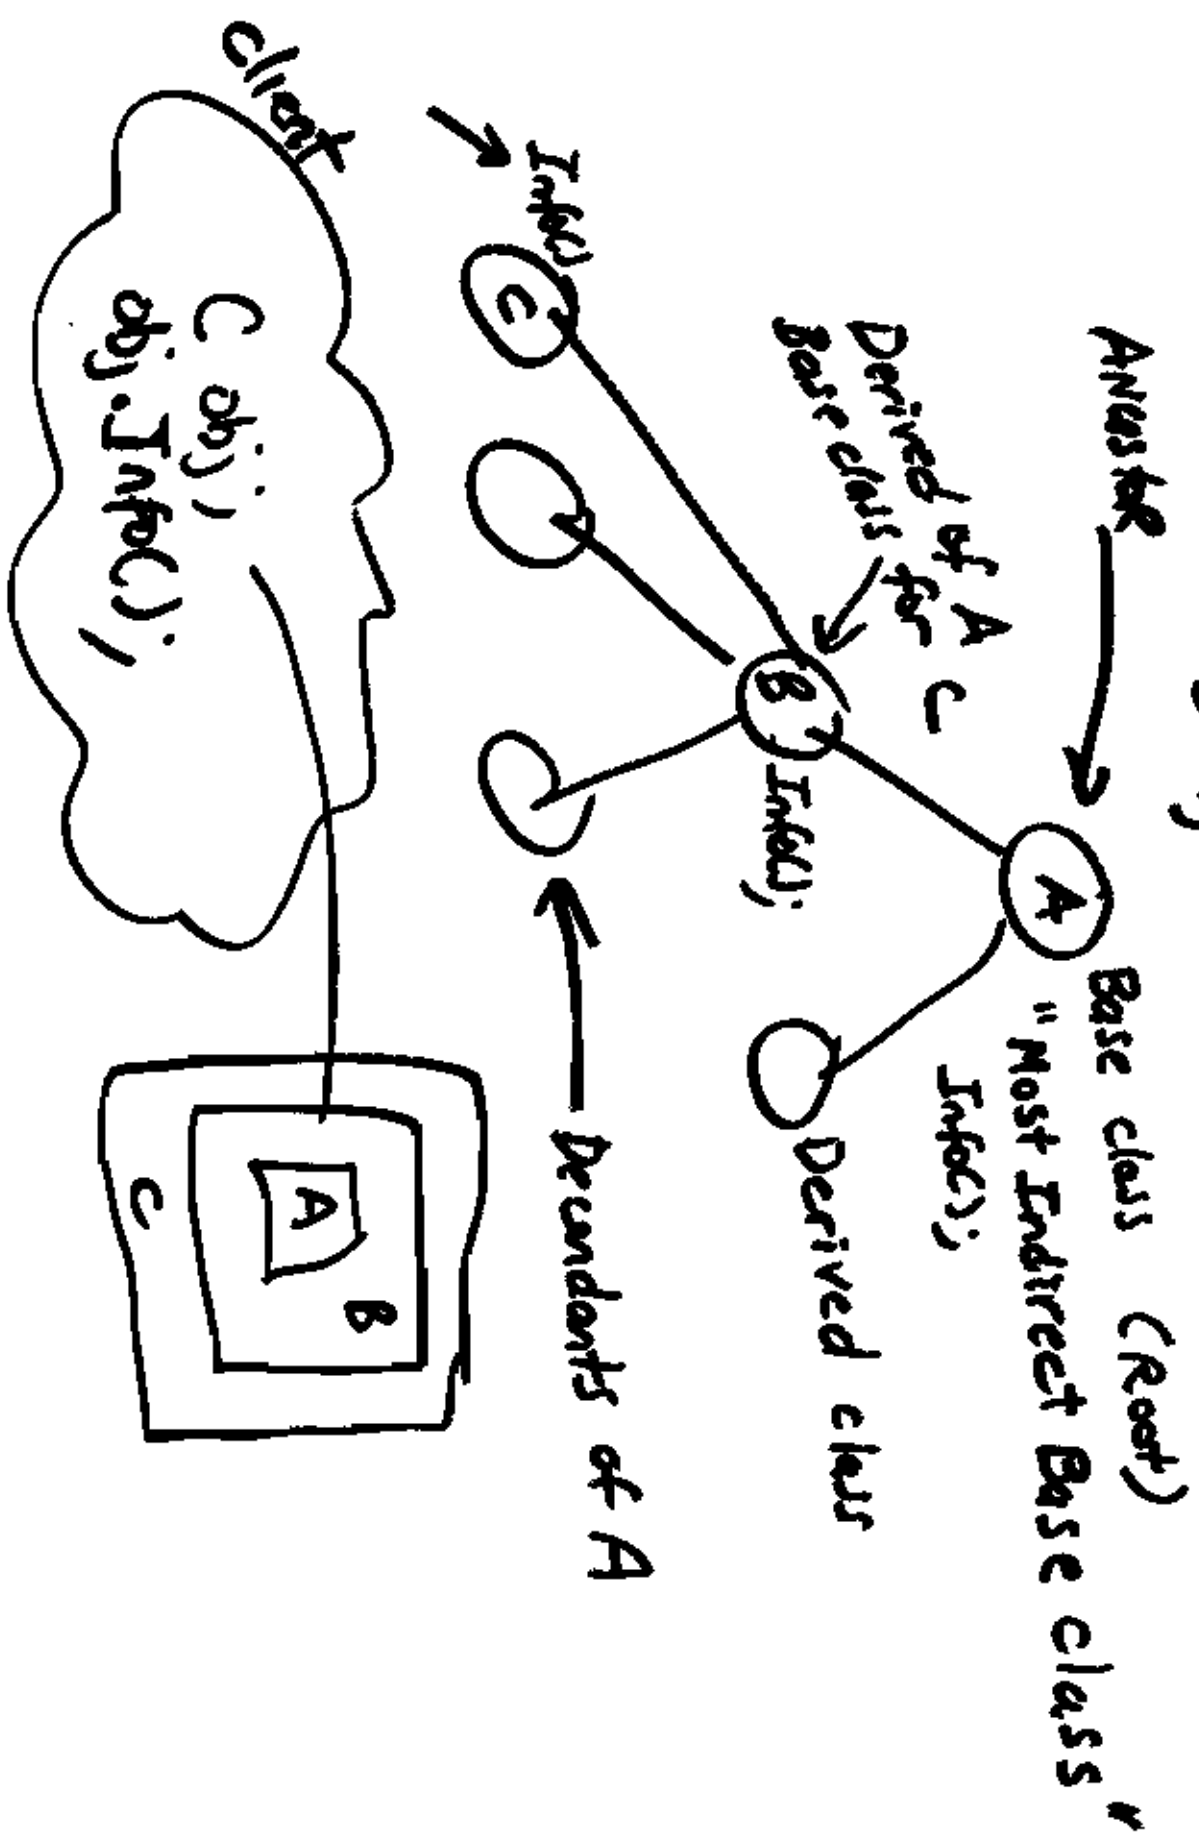 Ancestor
A
Base class (Root)
"Most Indirect Base class"
Info();
Derived of A
Base class for C
B
Info();
Derived class
Info()
C
Decendants of A
client
C obj;
obj.Info();
A
B
C